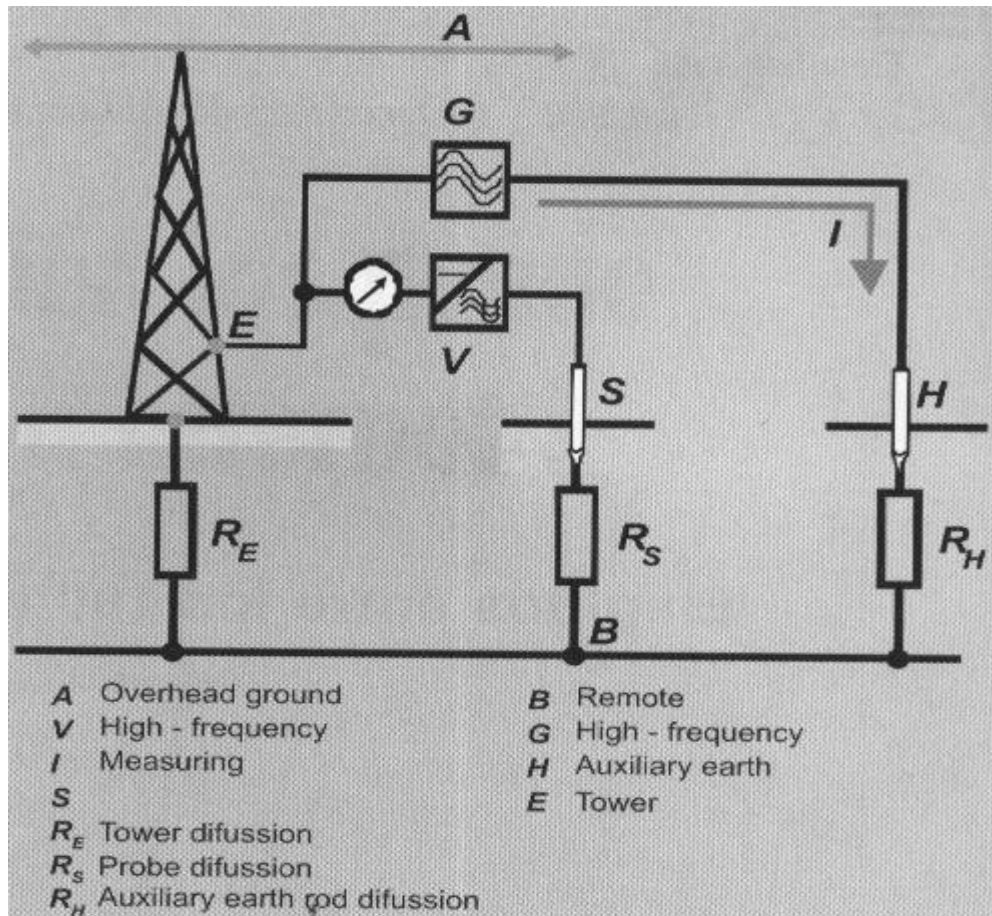 A
G
I
E
V
S
H
R_E
R_S
R_H
B
A Overhead ground
V High - frequency
I Measuring
S
R_E Tower difussion
R_S Probe difussion
R_H Auxiliary earth rod difussion
B Remote
G High - frequency
H Auxiliary earth
E Tower